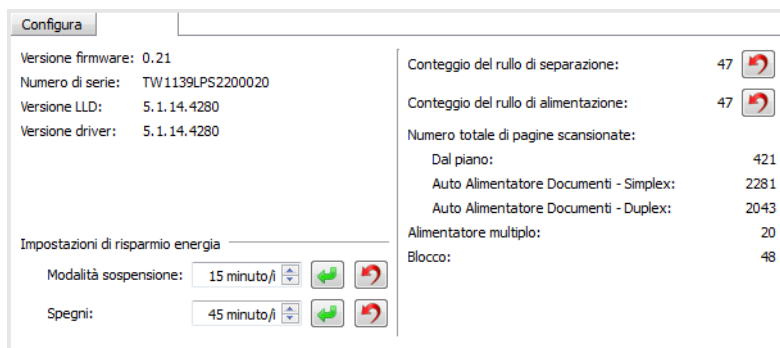 Configura
Versione firmware: 0.21
Numero di serie: TW1139LPS2200020
Versione LLD: 5.1.14.4280
Versione driver: 5.1.14.4280
Impostazioni di risparmio energia
Modalità sospensione: 15 minuto/i
Spegni: 45 minuto/i
Conteggio del rullo di separazione: 47
Conteggio del rullo di alimentazione: 47
Numero totale di pagine scansionate:
Dal piano: 421
Auto Alimentatore Documenti - Simplex: 2281
Auto Alimentatore Documenti - Duplex: 2043
Alimentatore multiplo: 20
Blocco: 48